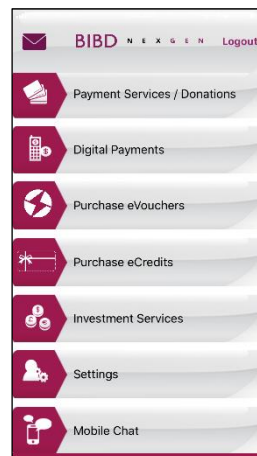 BIBD NEXGEN Logout
Payment Services / Donations
Digital Payments
Purchase eVouchers
Purchase eCredits
Investment Services
Settings
Mobile Chat